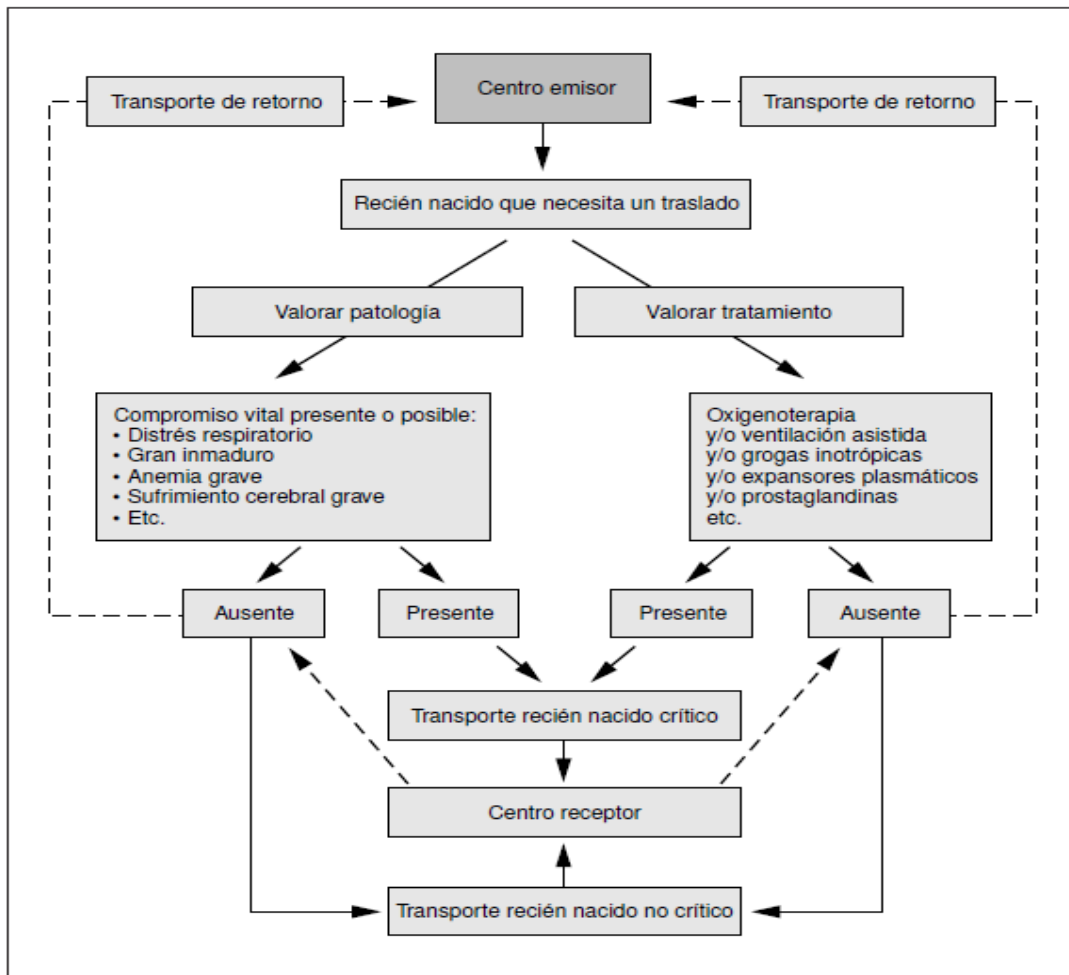 Centro emisor
Transporte de retorno
Transporte de retorno
Recién nacido que necesita un traslado
Valorar patología
Valorar tratamiento
Compromiso vital presente o posible:
• Distrés respiratorio
• Gran inmaduro
• Anemia grave
• Sufrimiento cerebral grave
• Etc.
Oxigenoterapia
y/o ventilación asistida
y/o grogas inotrópicas
y/o expansores plasmáticos
y/o prostaglandinas
etc.
Ausente
Presente
Presente
Ausente
Transporte recién nacido crítico
Centro receptor
Transporte recién nacido no crítico